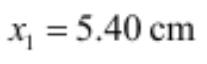 x₁ = 5.40 cm